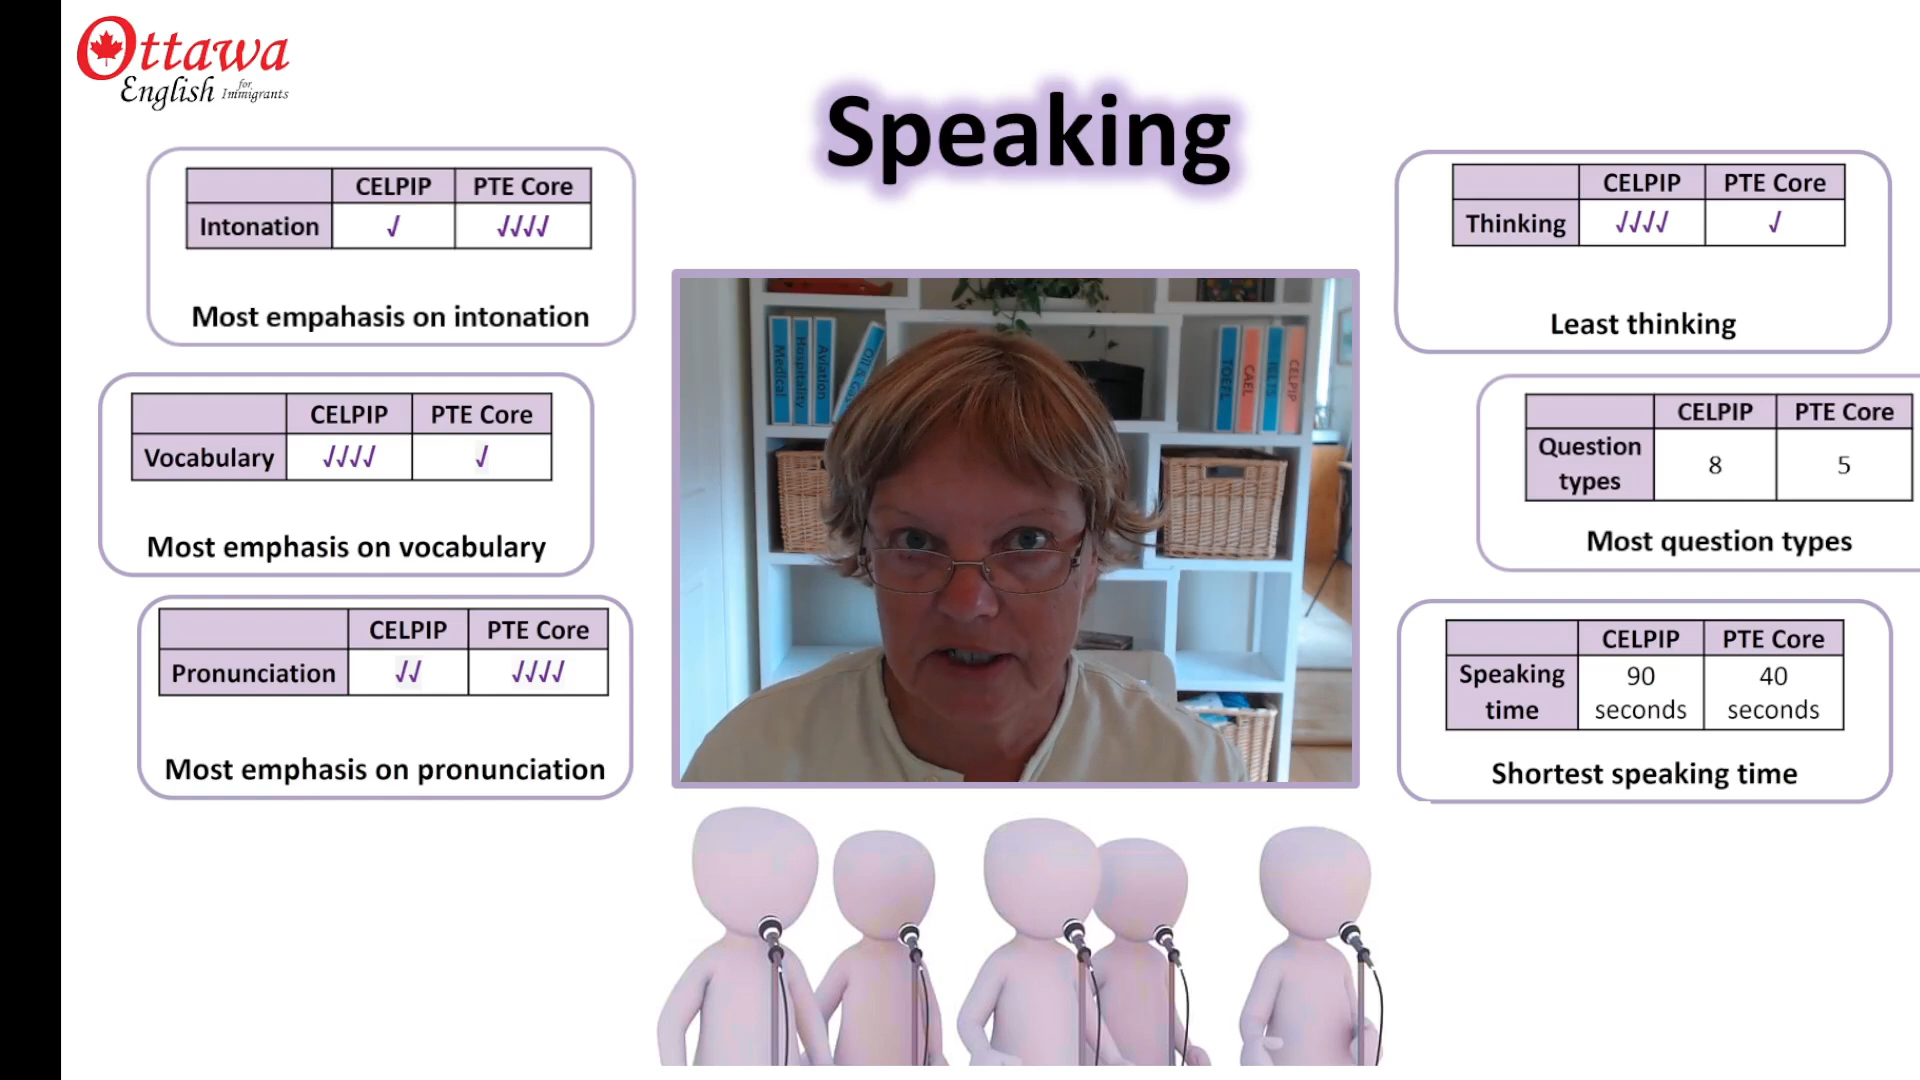 Ottawa
English for Immigrants
Speaking
CELPIP PTE Core
Intonation √ √√√√
Most empahasis on intonation
CELPIP PTE Core
Vocabulary √√√√ √
Most emphasis on vocabulary
CELPIP PTE Core
Pronunciation √√ √√√√
Most emphasis on pronunciation
Medical
Hospitality
Aviation
Oil & Gas
TOEFL
CAEL
IELTS
CELPIP
CELPIP PTE Core
Thinking √√√√ √
Least thinking
CELPIP PTE Core
Question
types 8 5
Most question types
CELPIP PTE Core
Speaking 90 40
time seconds seconds
Shortest speaking time